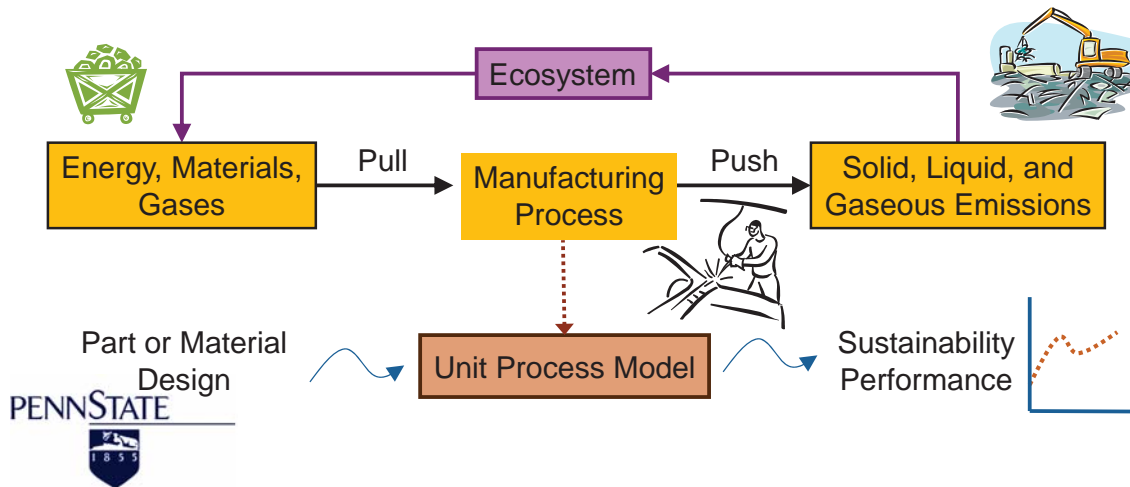 Ecosystem
Energy, Materials,
Gases
Pull
Manufacturing
Process
Push
Solid, Liquid, and
Gaseous Emissions
Part or Material
Design
Unit Process Model
Sustainability
Performance
PENNSTATE
1855